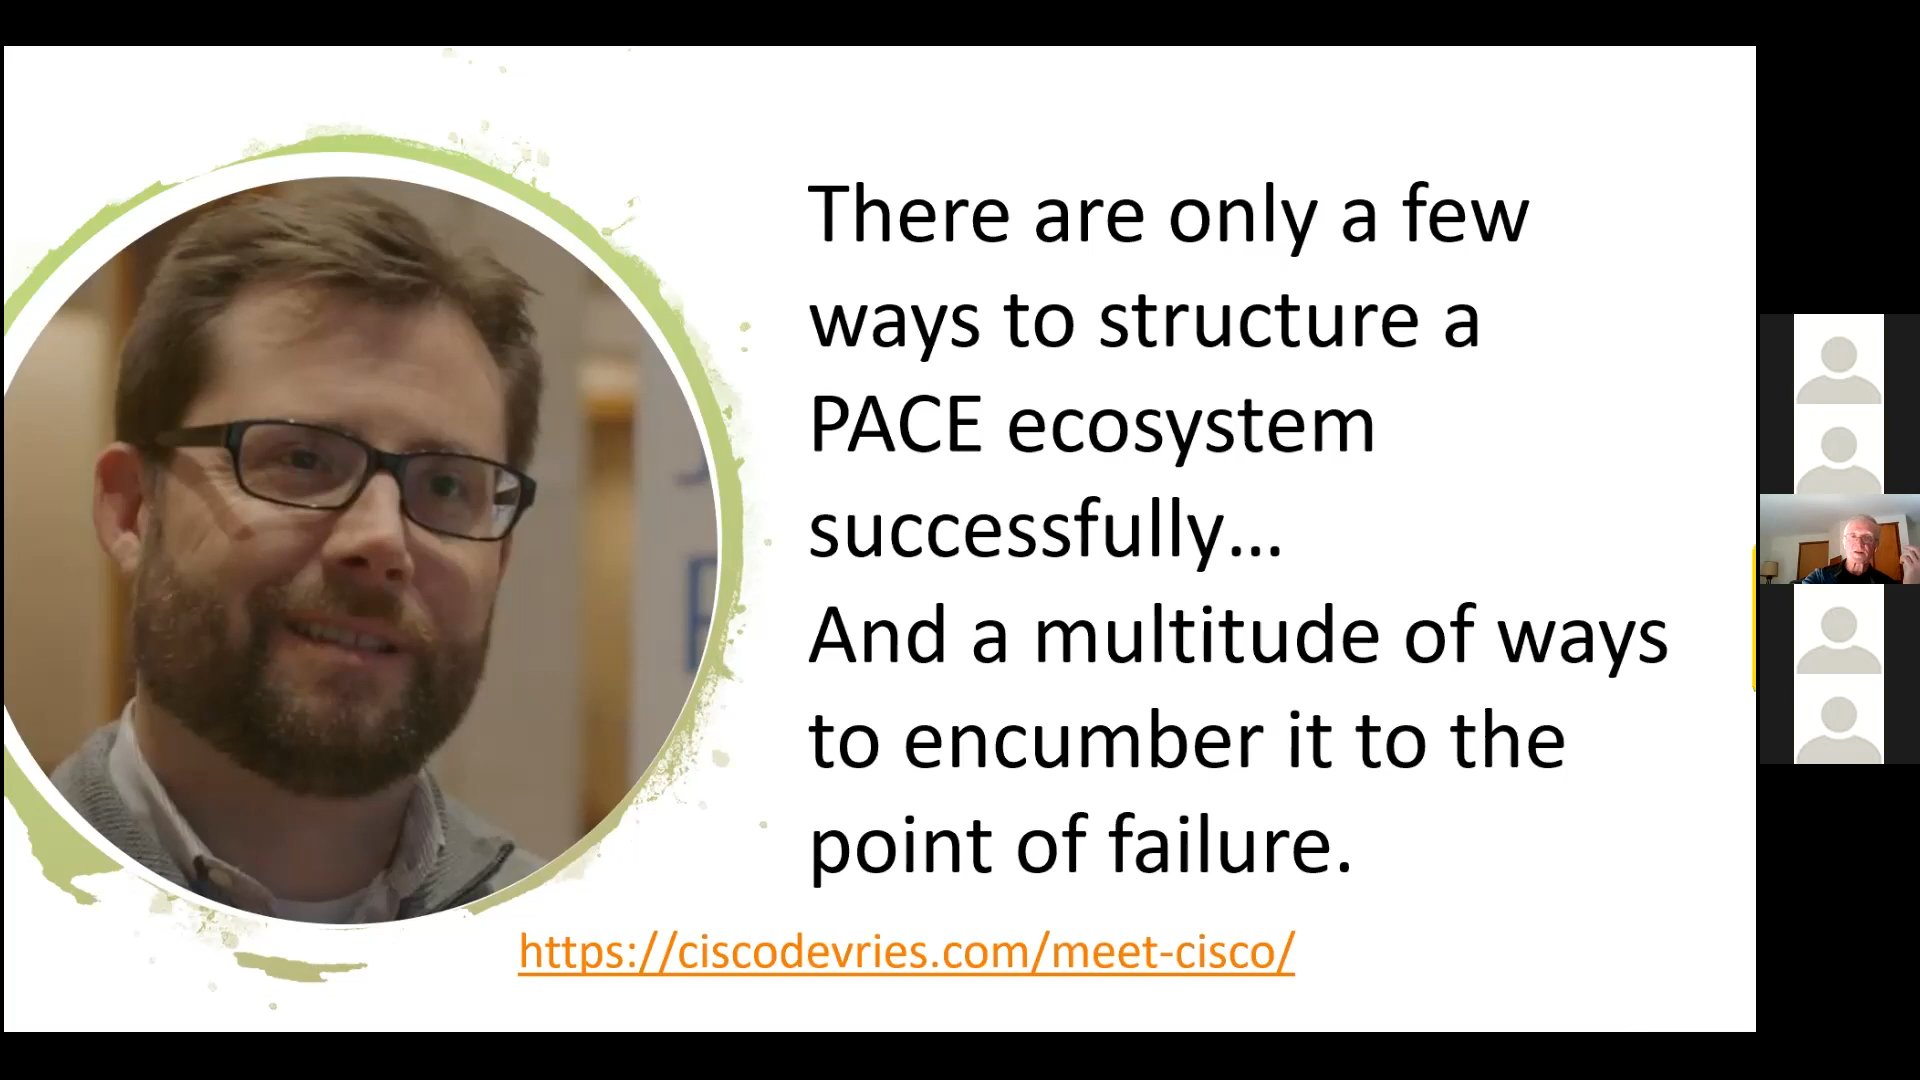 There are only a few
ways to structure a
PACE ecosystem
successfully...
And a multitude of ways
to encumber it to the
point of failure.
https://ciscodevries.com/meet-cisco/